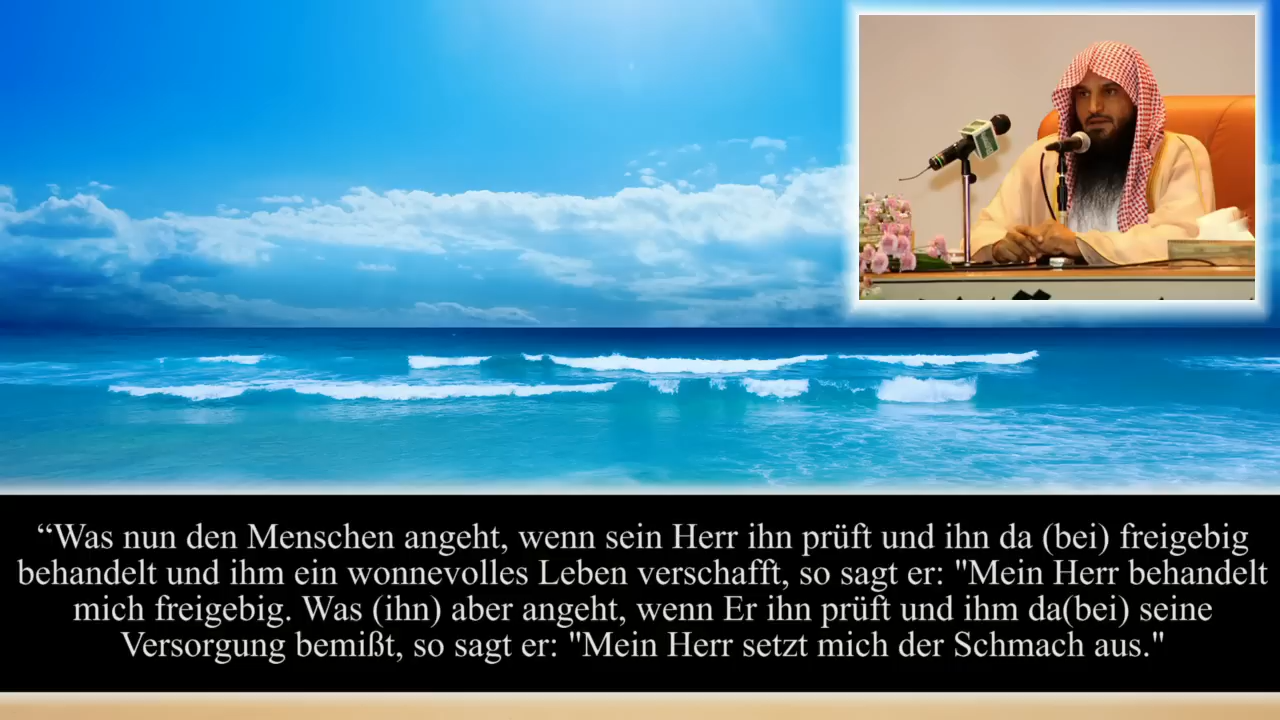 “Was nun den Menschen angeht, wenn sein Herr ihn prüft und ihn da (bei) freigebig
behandelt und ihm ein wonnevolles Leben verschafft, so sagt er: "Mein Herr behandelt
mich freigebig. Was (ihn) aber angeht, wenn Er ihn prüft und ihm da(bei) seine
Versorgung bemißt, so sagt er: "Mein Herr setzt mich der Schmach aus."